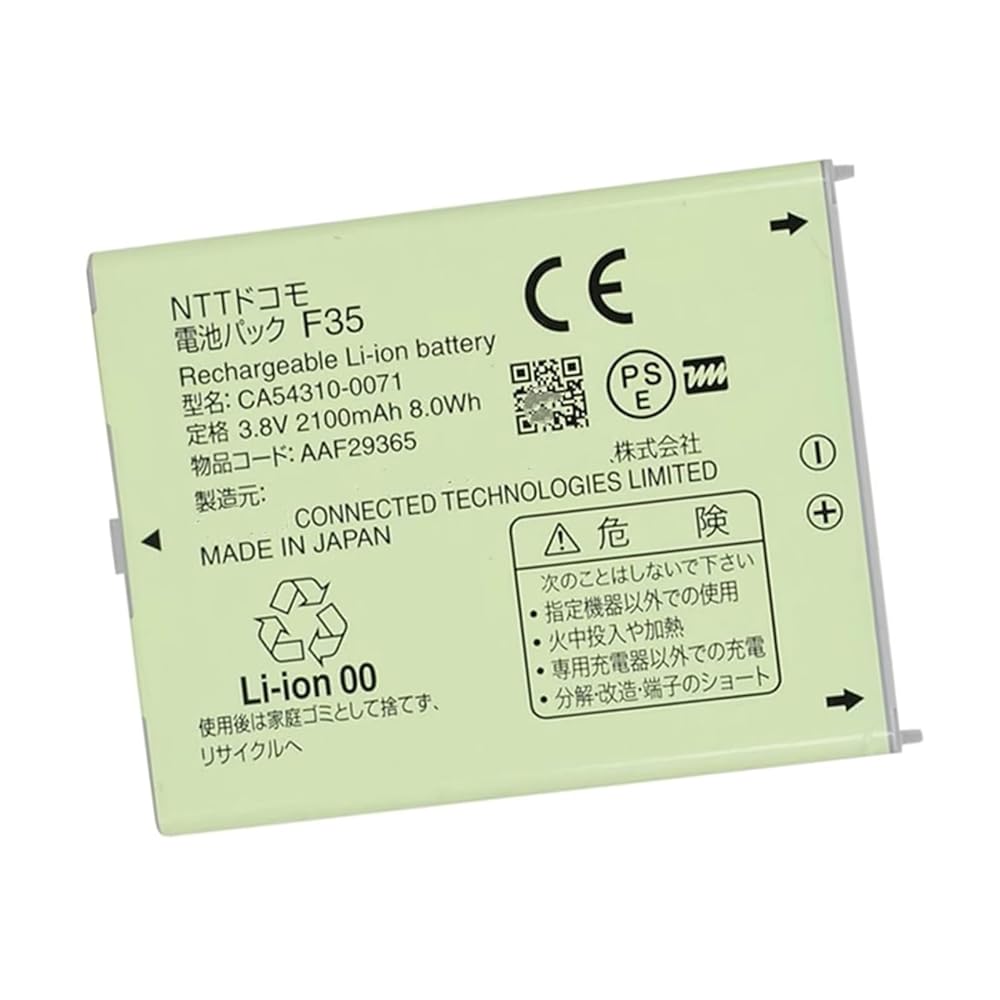 NTTドコモ
電池パック F35
Rechargeable Li-ion battery
型名: CA54310-0071
定格 3.8V 2100mAh 8.0Wh
物品コード: AAF29365
製造元:
.株式会社
CONNECTED TECHNOLOGIES LIMITED
MADE IN JAPAN
CE
PS
E
危 険
次のことはしないで下さい
・指定機器以外での使用
・火中投入や加熱
・専用充電器以外での充電
・分解・改造・端子のショート
Li-ion 00
使用後は家庭ゴミとして捨てず、
リサイクルへ